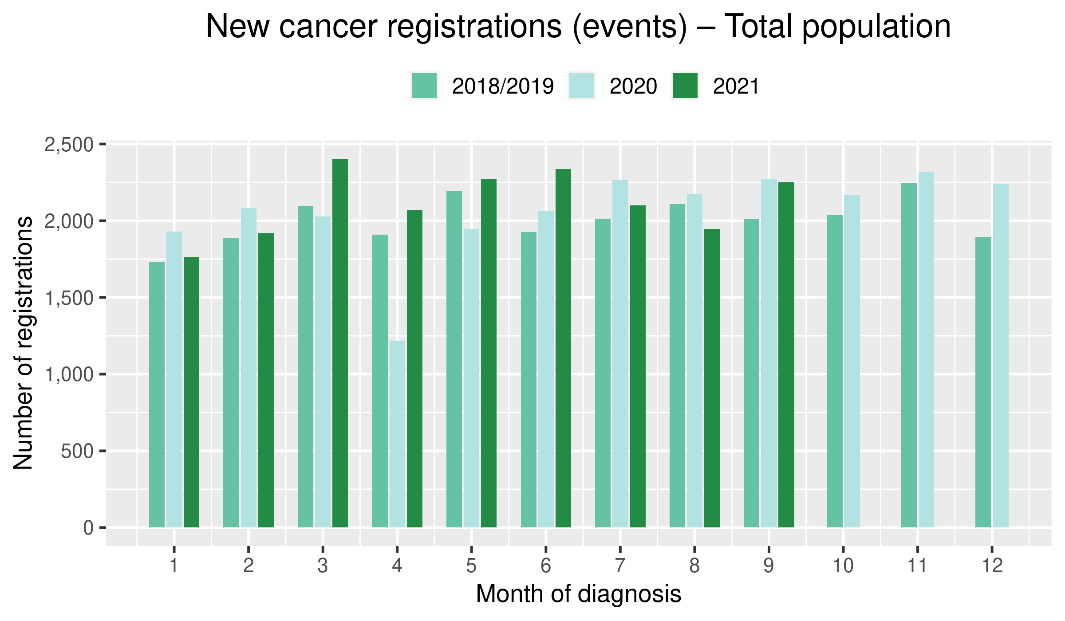 New cancer registrations (events) – Total population
2018/2019 2020 2021
2,500
2,000
1,500
1,000
500
0
Number of registrations
1 2 3 4 5 6 7 8 9 10 11 12
Month of diagnosis